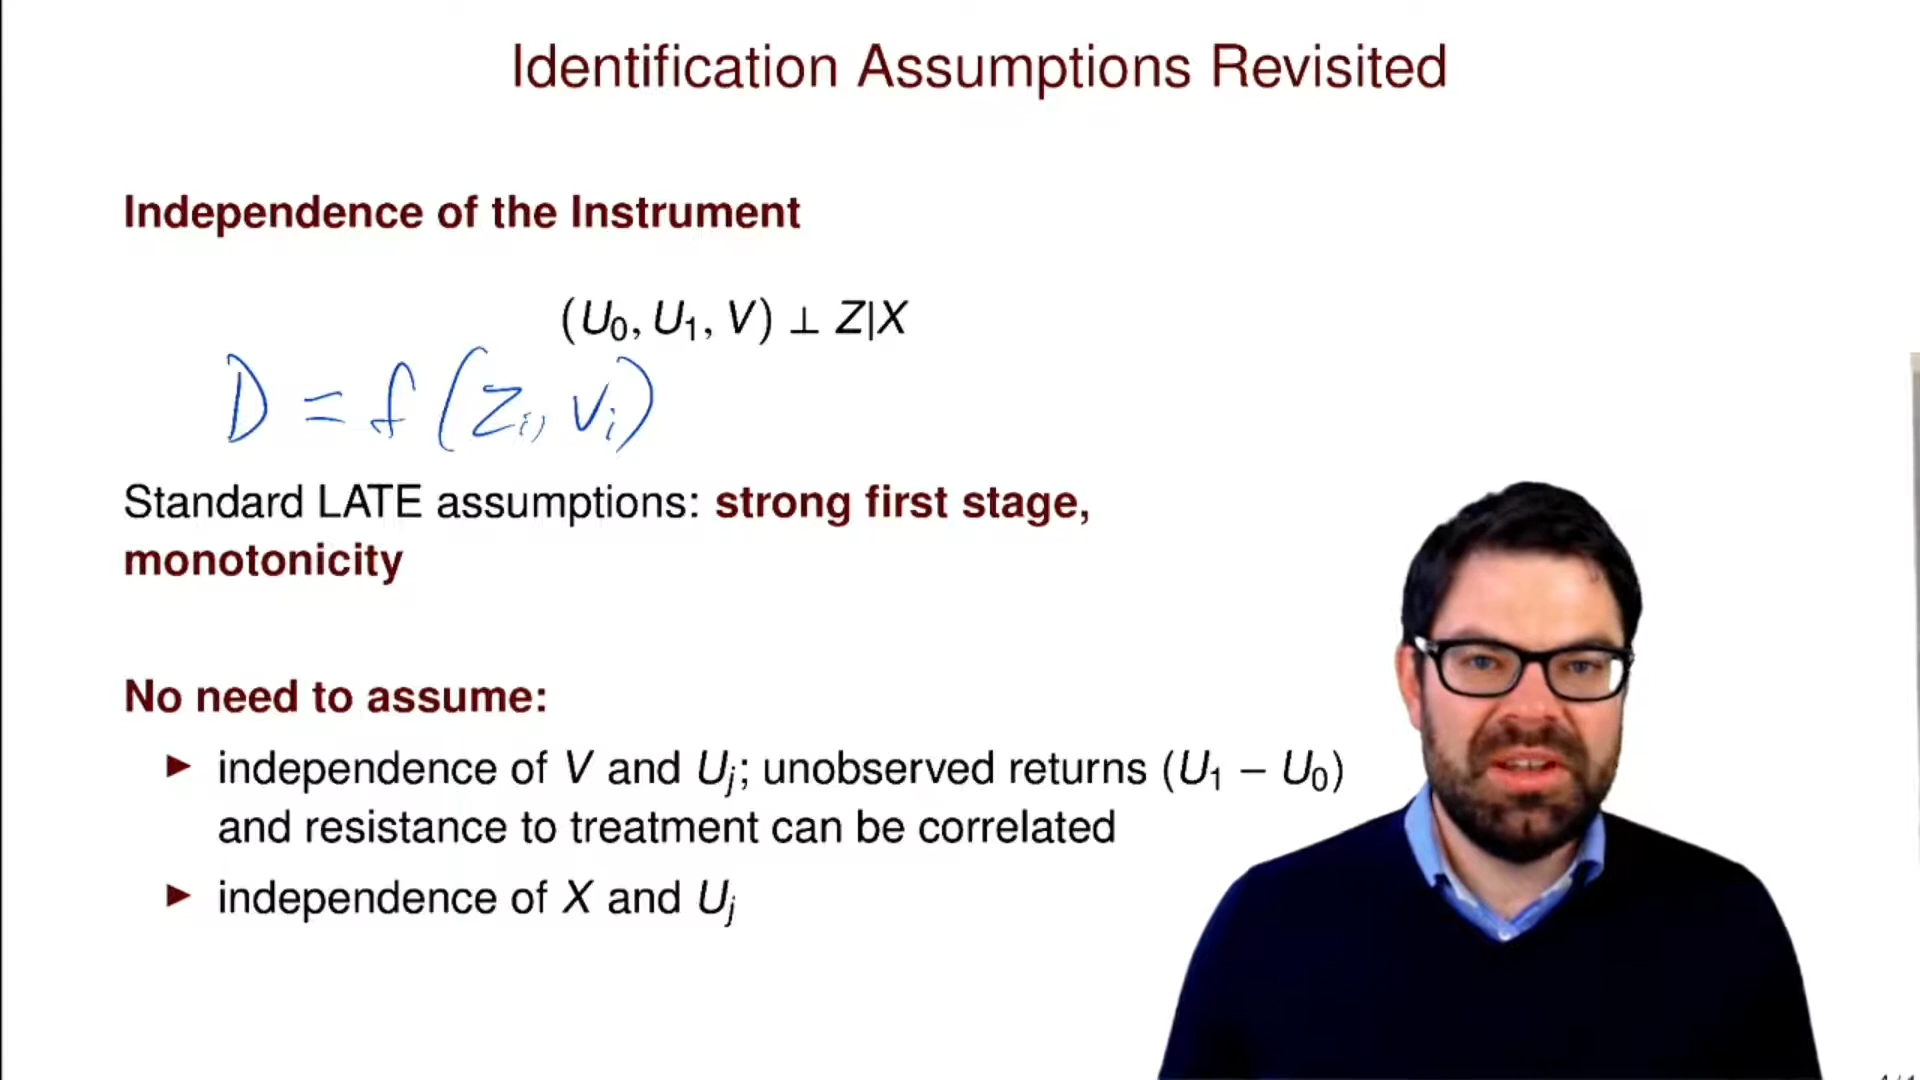 Identification Assumptions Revisited
Independence of the Instrument
(U₀, U₁, V) ⊥ Z|X
D = f(Zᵢ, Vᵢ)
Standard LATE assumptions: strong first stage,
monotonicity
No need to assume:
▶ independence of V and Uⱼ; unobserved returns (U₁ − U₀)
and resistance to treatment can be correlated
▶ independence of X and Uⱼ